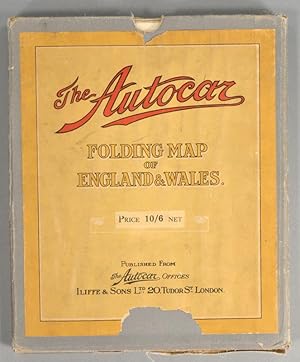 The Autocar
FOLDING MAP
OF
ENGLAND & WALES.
PRICE 10/6 NET
PUBLISHED FROM
The Autocar OFFICES
ILIFFE & SONS LTD 20, TUDOR ST. LONDON.